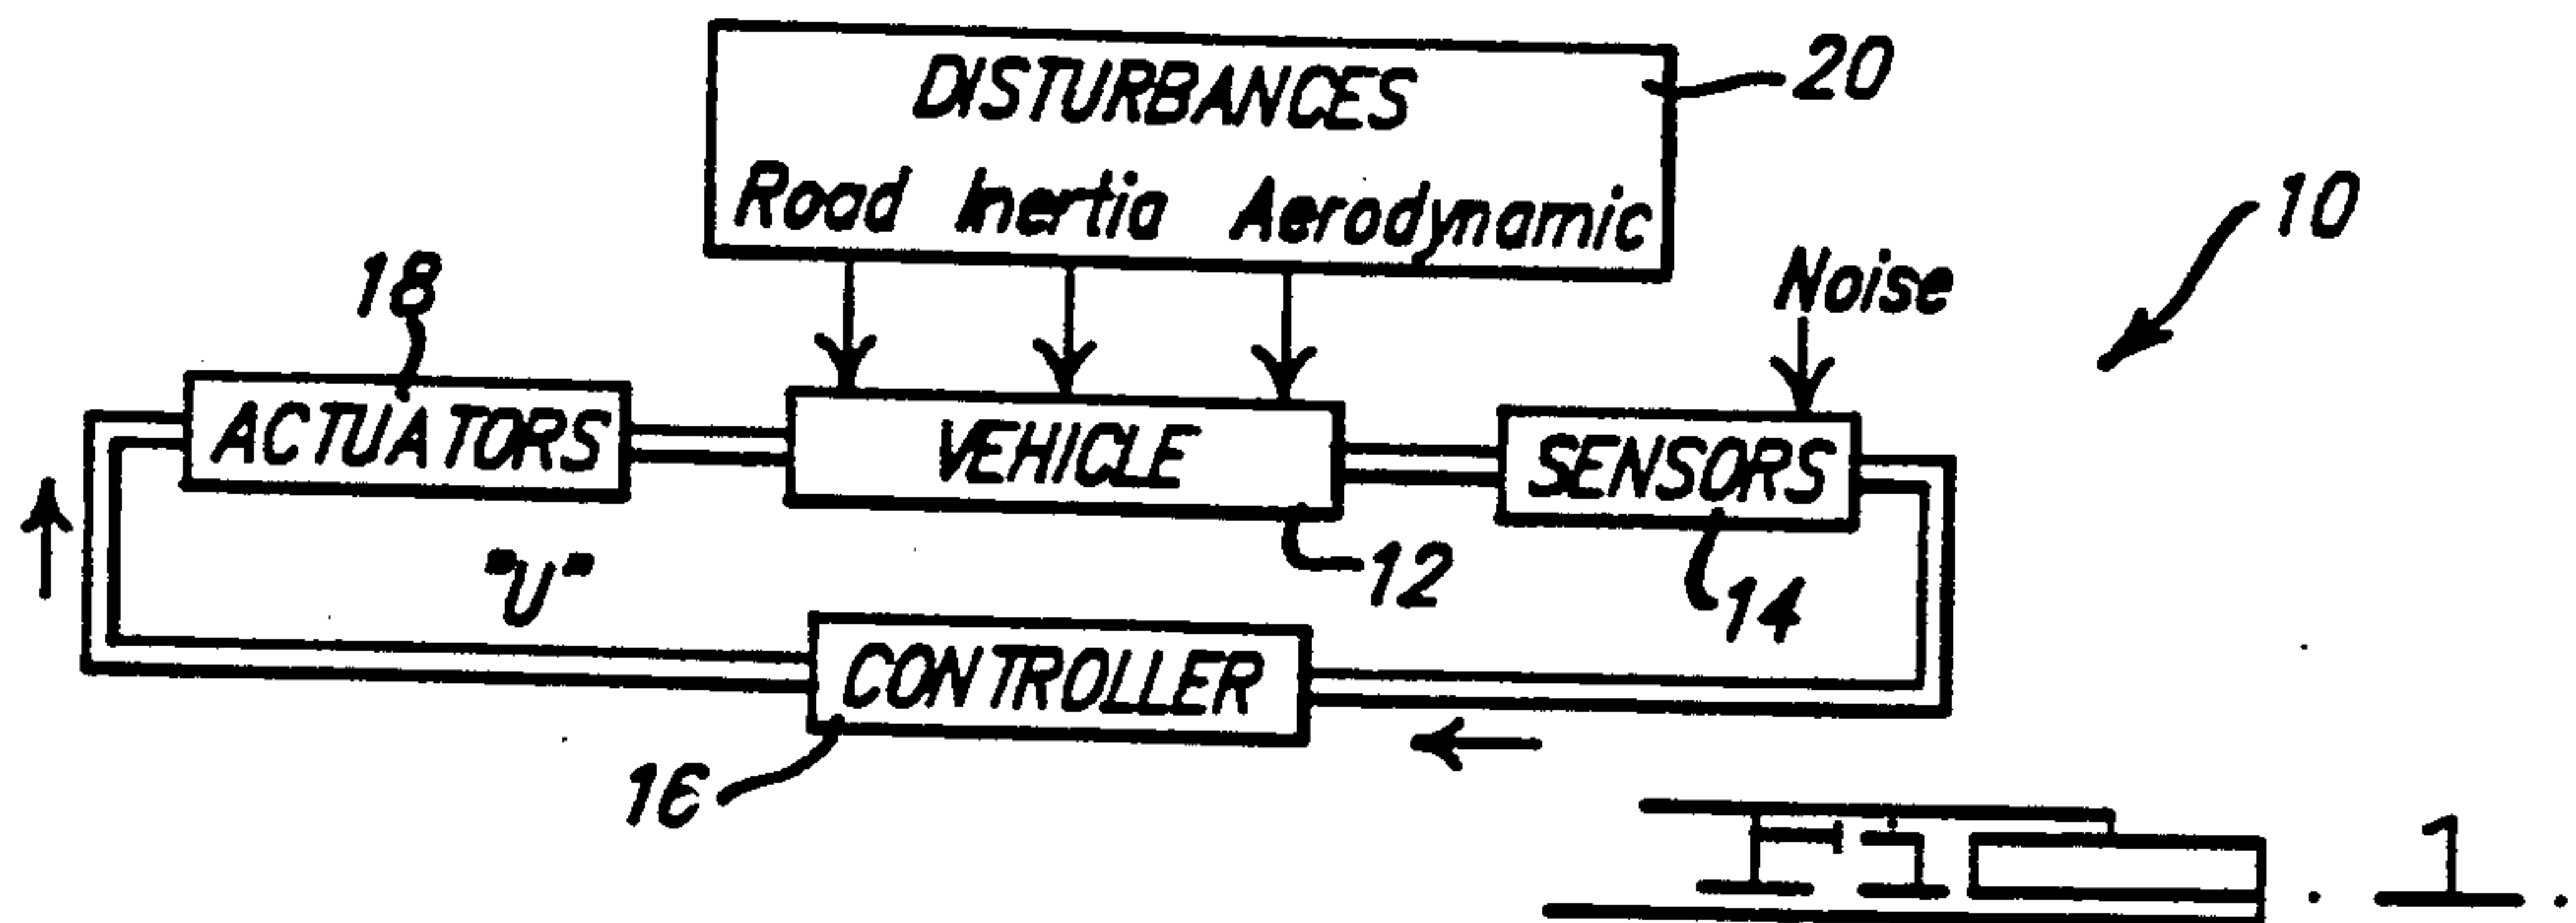 DISTURBANCES
20
Road Inertia Aerodynamic
10
Noise
18
ACTUATORS
VEHICLE
SENSORS
"U"
12
14
CONTROLLER
16
FIG. 1.